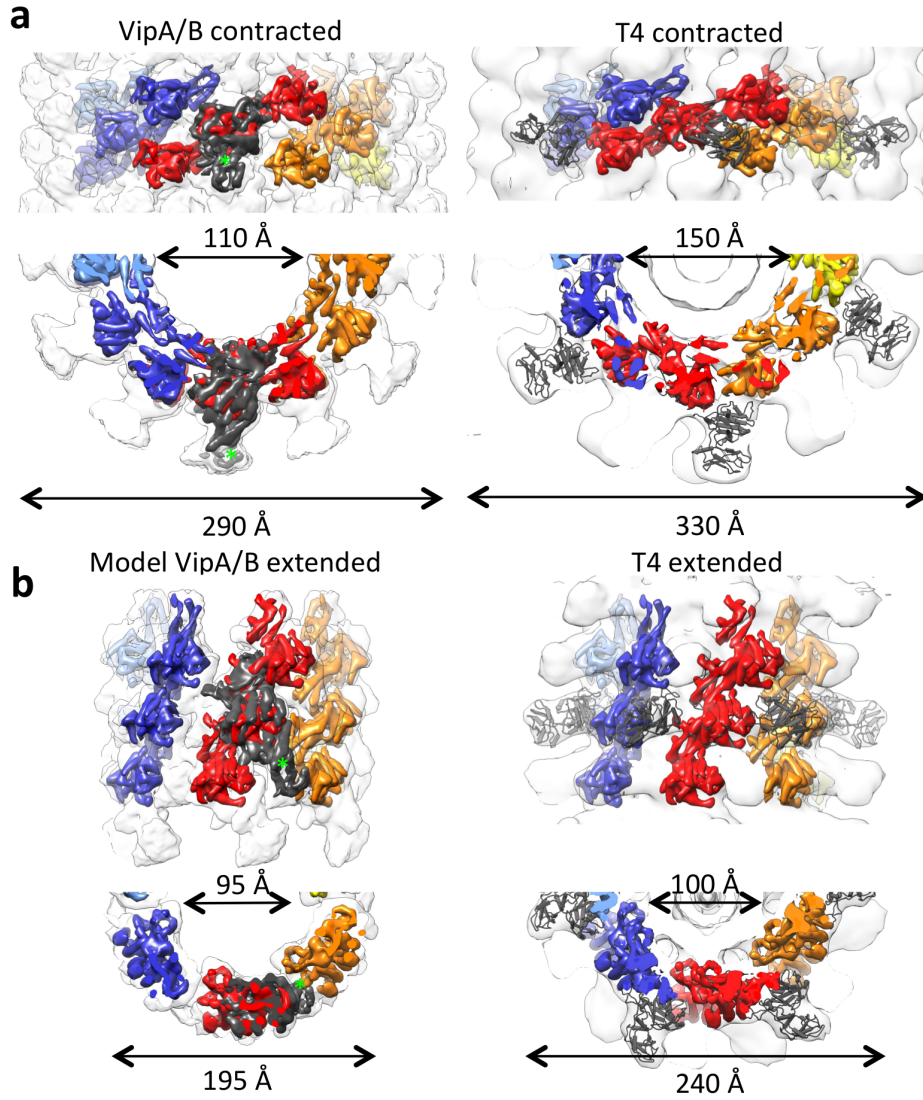 a
VipA/B contracted
T4 contracted
110 Å
150 Å
*
*
290 Å
330 Å
b
Model VipA/B extended
T4 extended
*
95 Å
100 Å
*
195 Å
240 Å